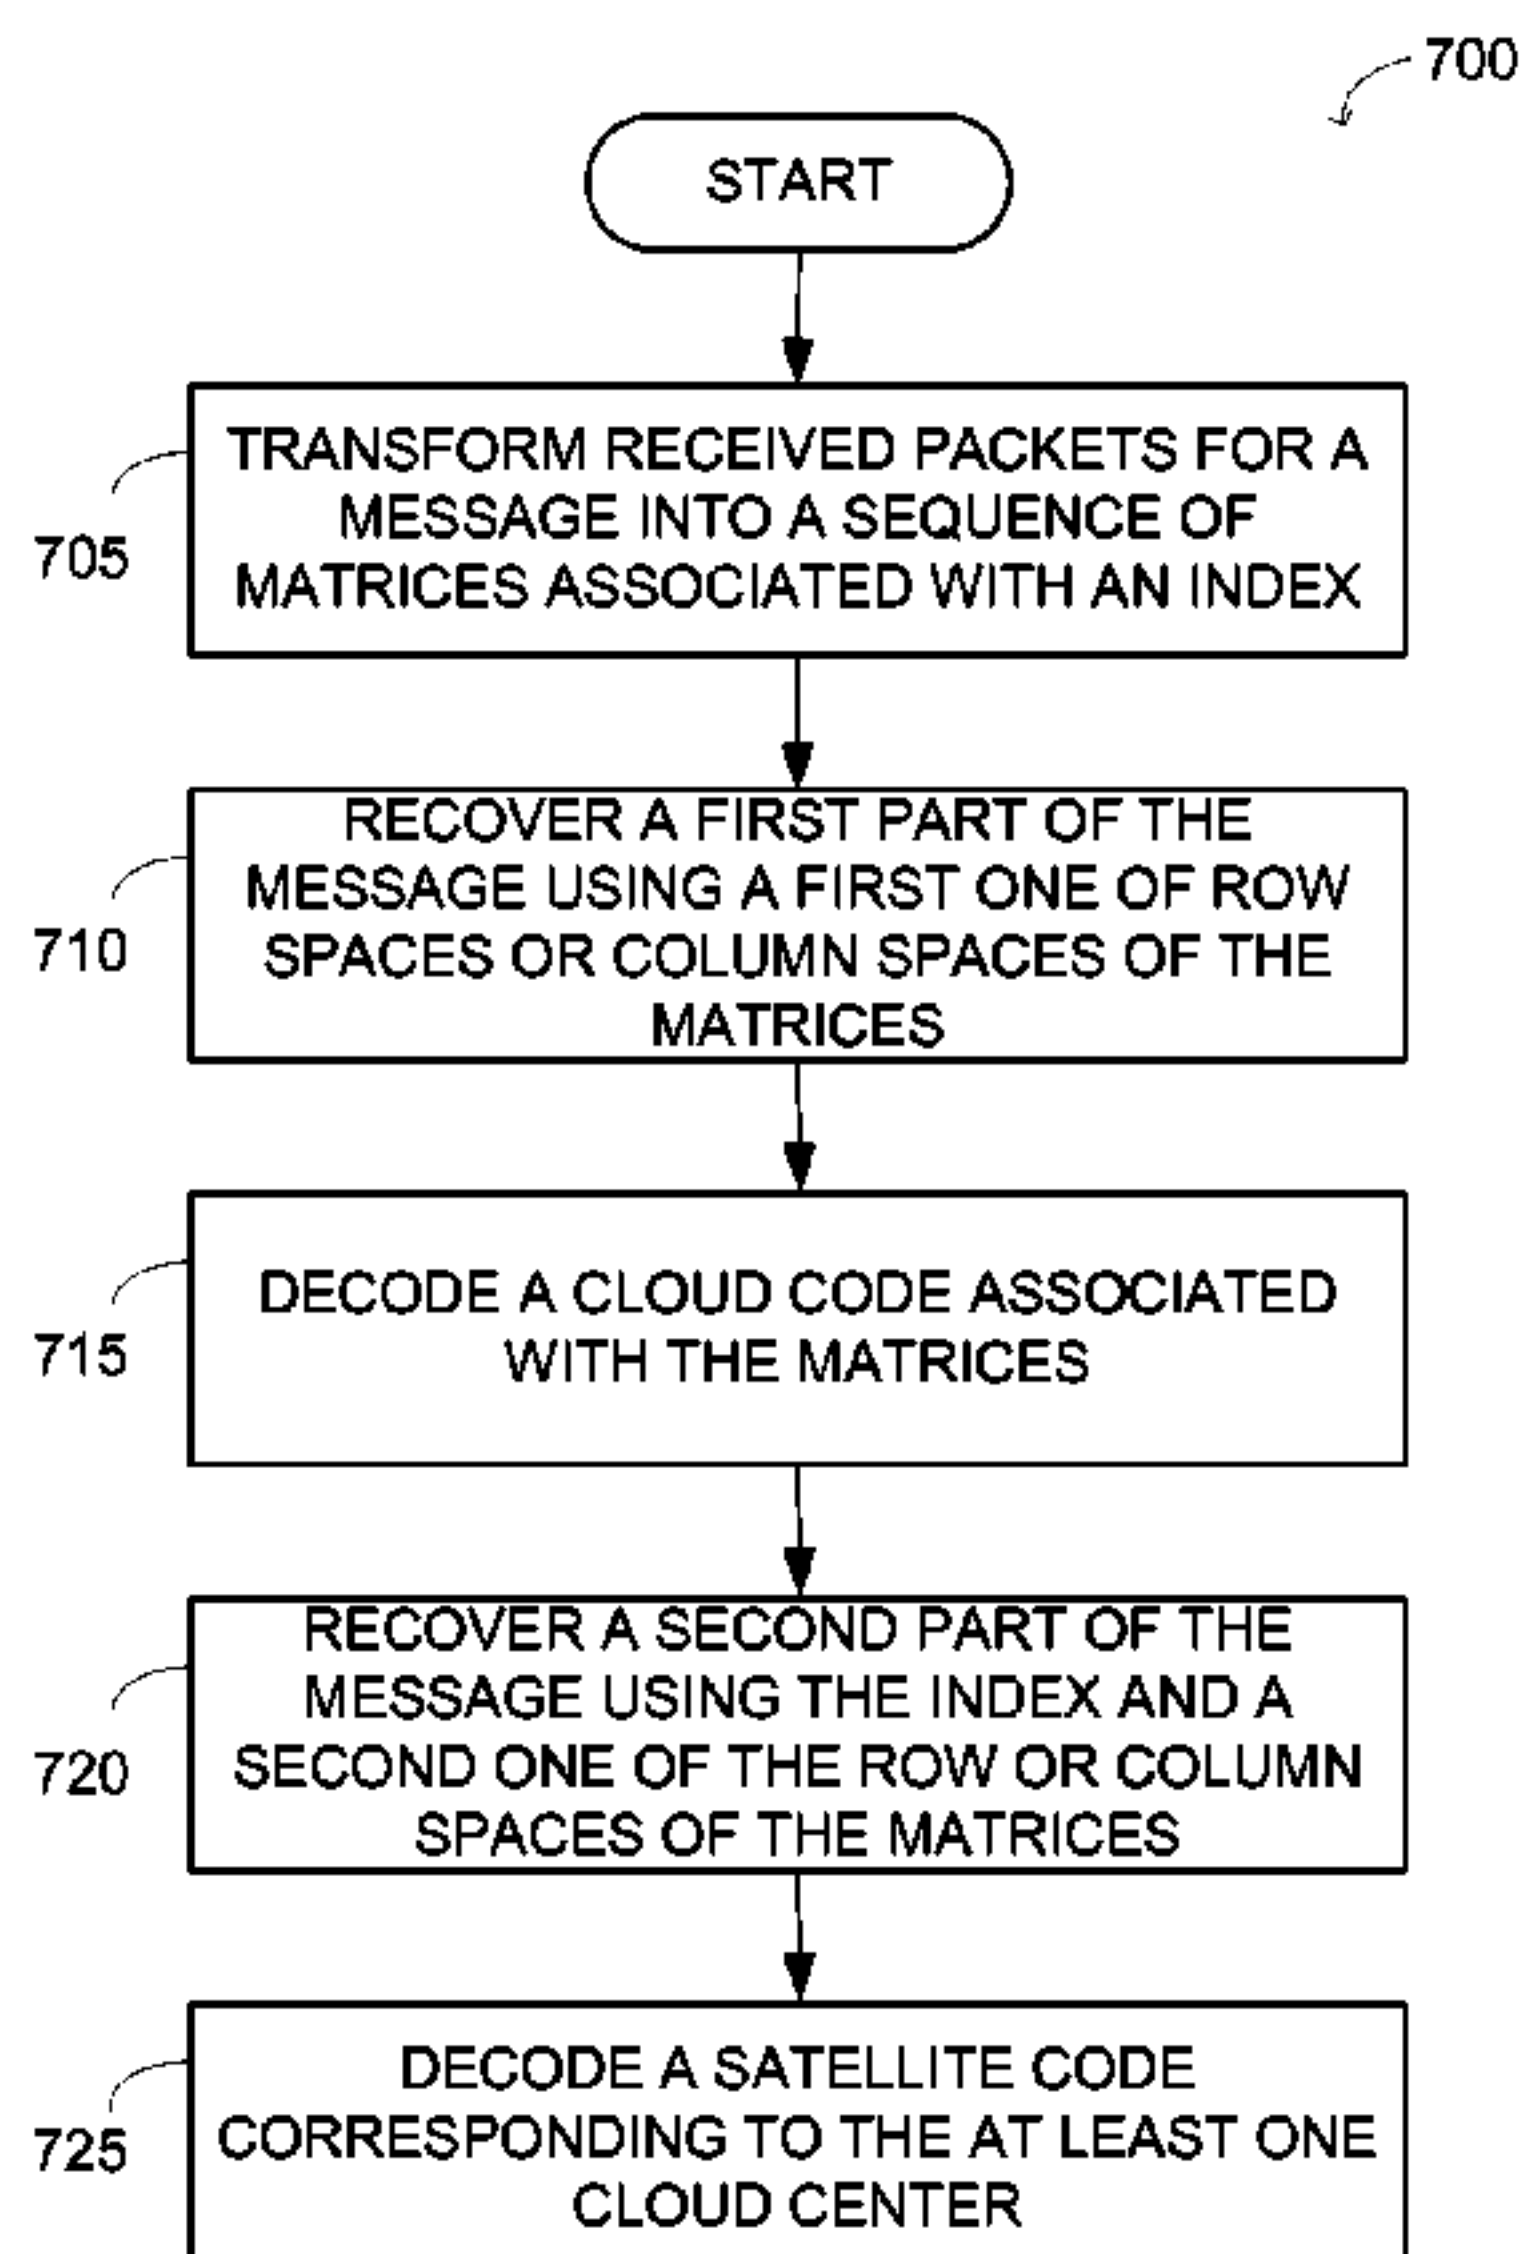 700
START
TRANSFORM RECEIVED PACKETS FOR A
MESSAGE INTO A SEQUENCE OF
MATRICES ASSOCIATED WITH AN INDEX
705
RECOVER A FIRST PART OF THE
MESSAGE USING A FIRST ONE OF ROW
SPACES OR COLUMN SPACES OF THE
MATRICES
710
DECODE A CLOUD CODE ASSOCIATED
WITH THE MATRICES
715
RECOVER A SECOND PART OF THE
MESSAGE USING THE INDEX AND A
SECOND ONE OF THE ROW OR COLUMN
SPACES OF THE MATRICES
720
DECODE A SATELLITE CODE
CORRESPONDING TO THE AT LEAST ONE
CLOUD CENTER
725